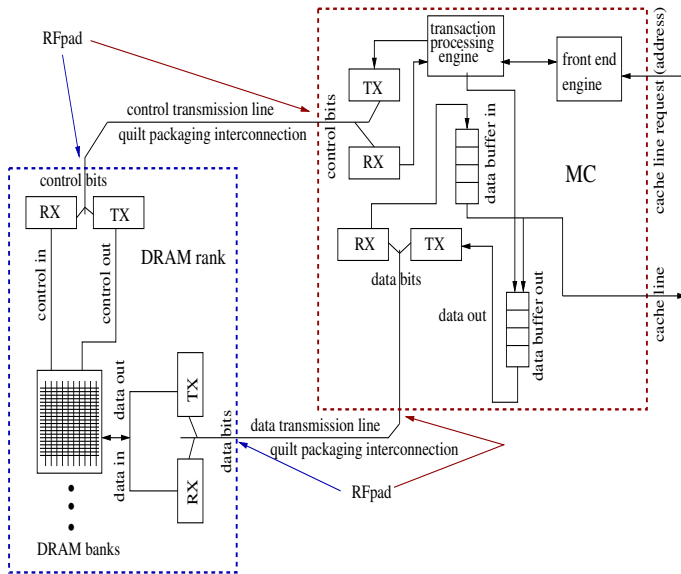 RFpad
transaction
processing
engine
front end
engine
TX
RX
control bits
control transmission line
quilt packaging interconnection
cache line request (address)
data buffer in
MC
control bits
RX
TX
DRAM rank
control in
control out
RX
TX
data bits
data out
data buffer out
cache line
data out
data in
TX
RX
data bits
data transmission line
quilt packaging interconnection
RFpad
DRAM banks